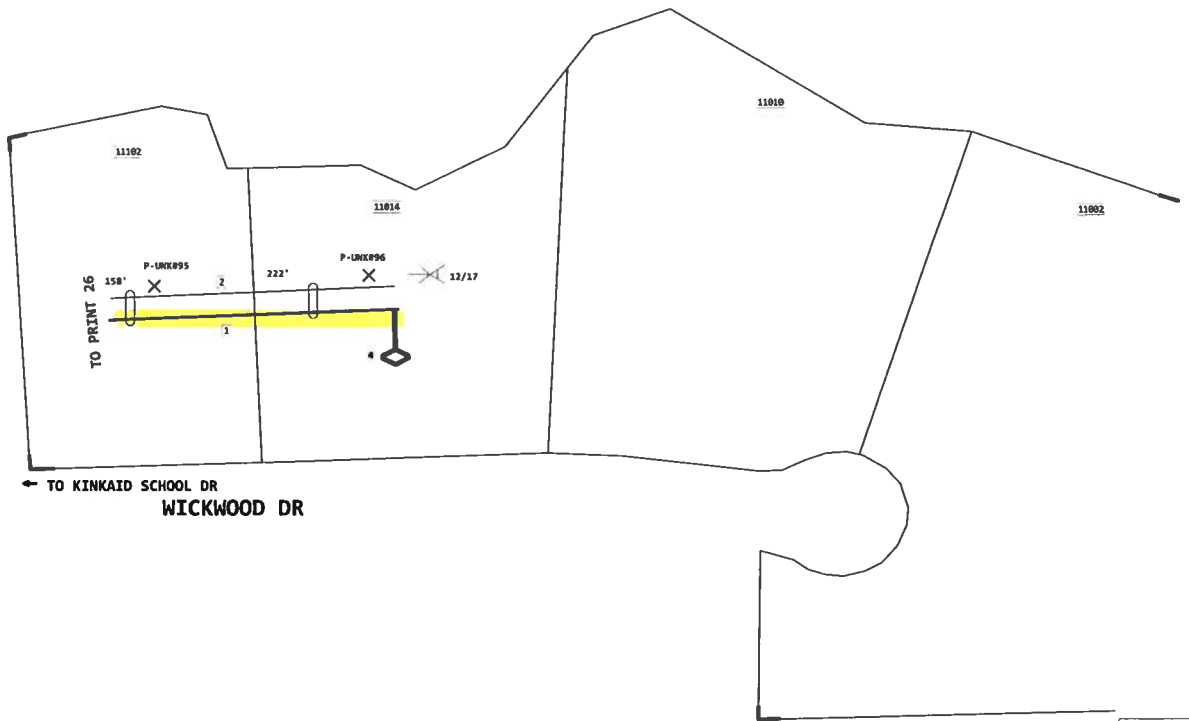 11010
11102
11014
11002
P-UNK#95
P-UNK#96
158'
2
222'
12/17
TO PRINT 26
1
4
← TO KINKAID SCHOOL DR
WICKWOOD DR